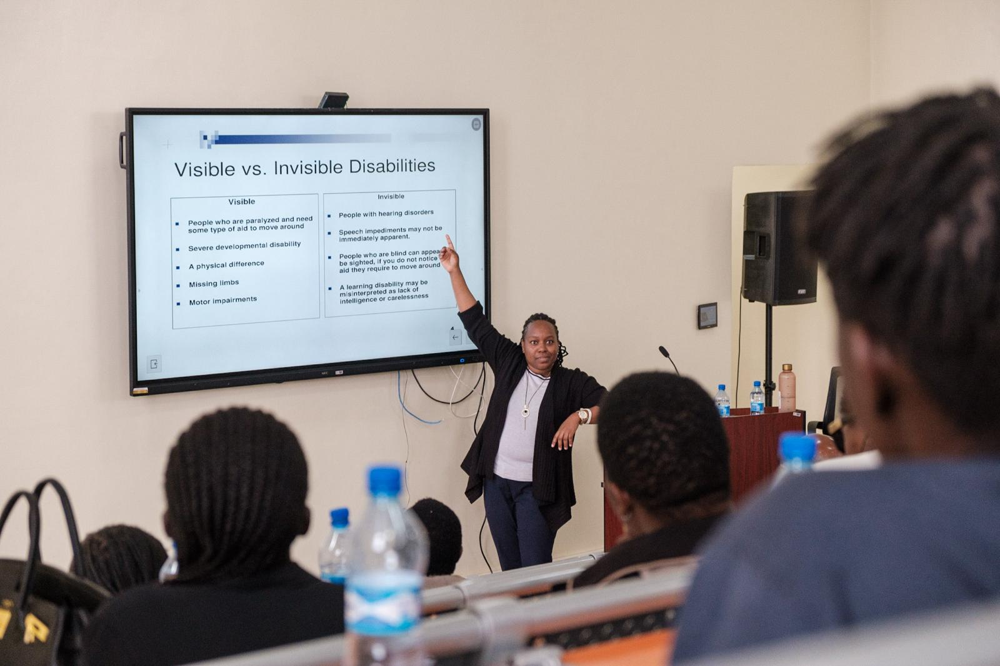 Visible vs. Invisible Disabilities
Visible
People who are paralyzed and need
some type of aid to move around
Severe developmental disability
A physical difference
Missing limbs
Motor impairments
Invisible
People with hearing disorders
Speech impediments may not be
immediately apparent.
People who are blind can appea
be sighted, if you do not notice
aid they require to move around
A learning disability may be
misinterpreted as lack of
intelligence or carelessness
4
NEC